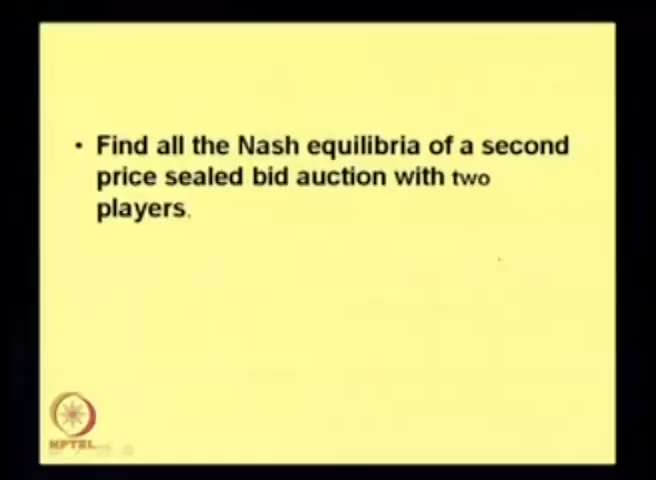 • Find all the Nash equilibria of a second
price sealed bid auction with two
players.
NPTEL